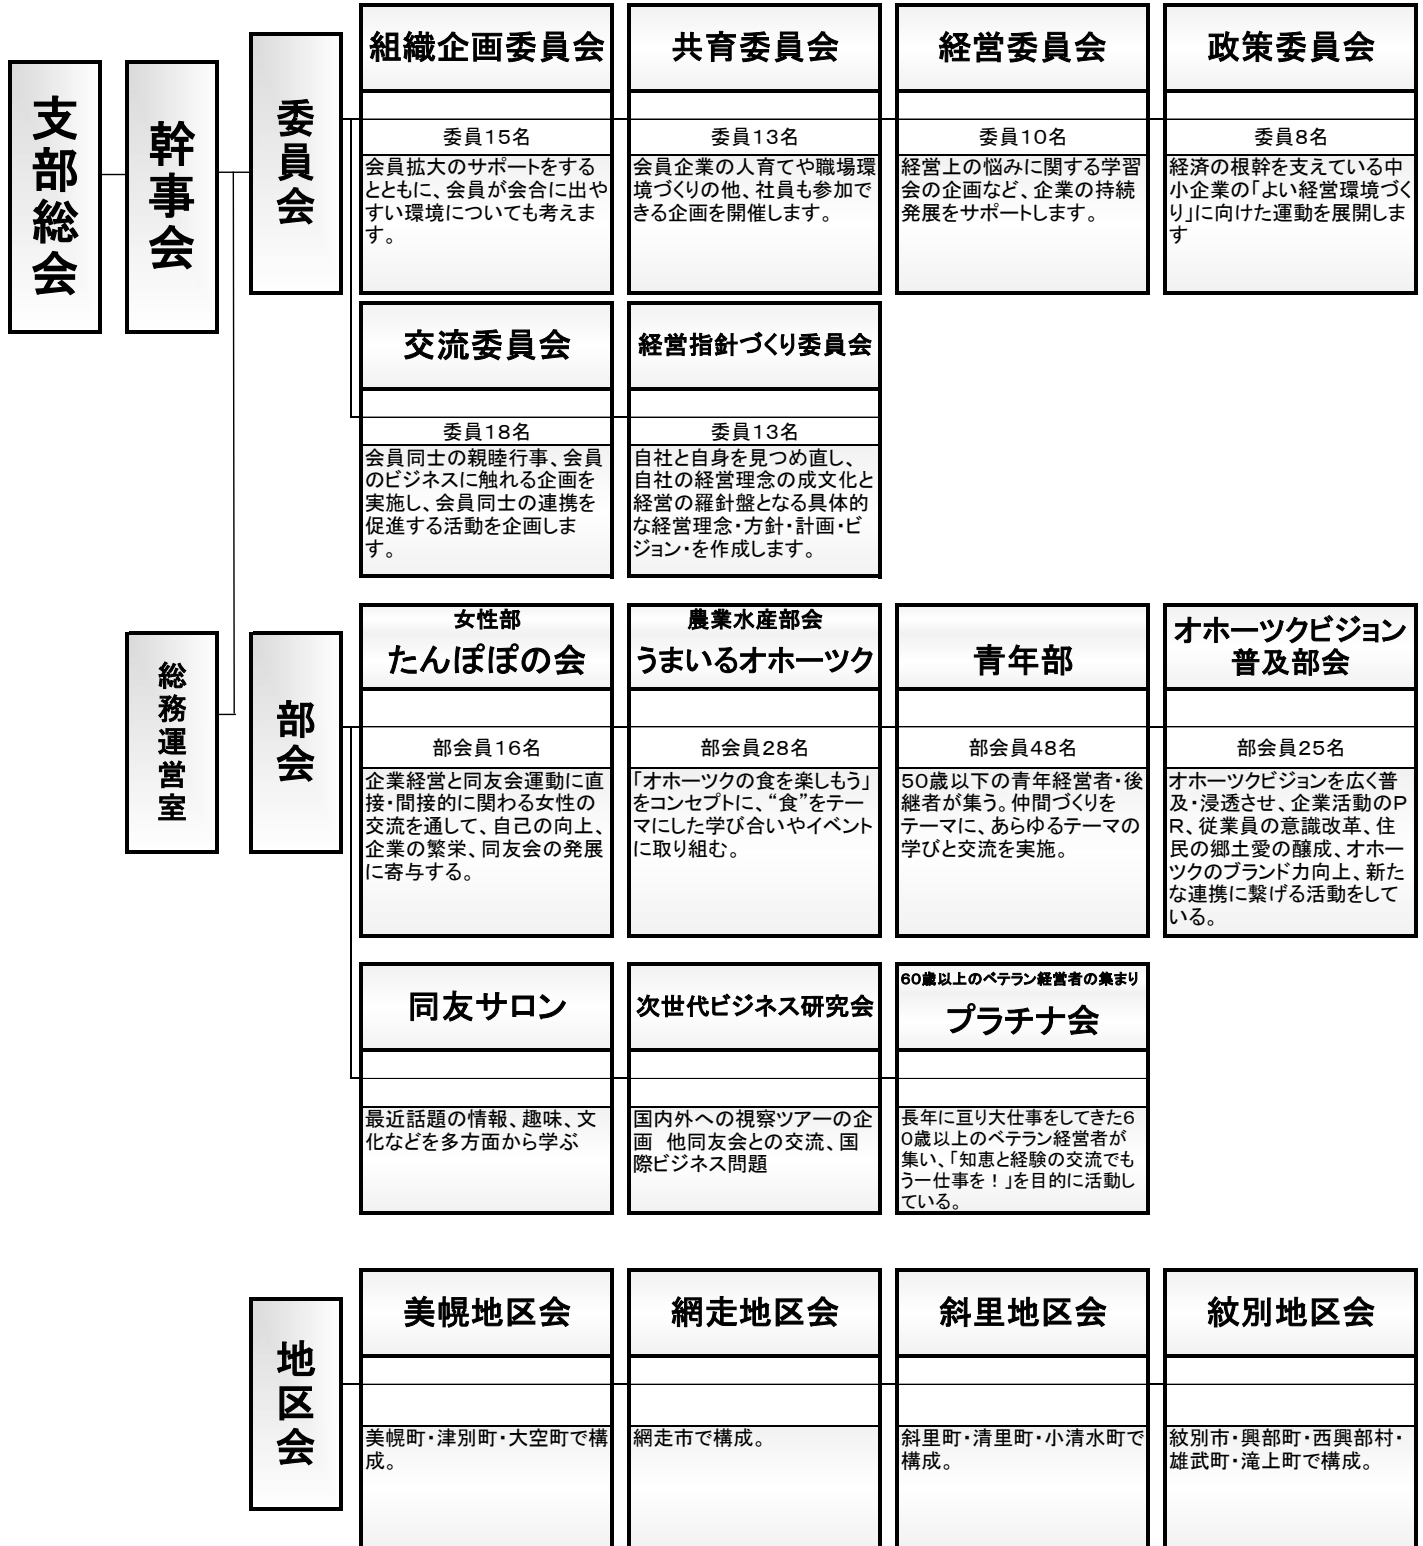 支部総会
幹事会
委員会
組織企画委員会
委員15名
会員拡大のサポートをする
とともに、会員が会合に出や
すい環境についても考えま
す。
共育委員会
委員13名
会員企業の人育てや職場環
境づくりの他、社員も参加で
きる企画を開催します。
経営委員会
委員10名
経営上の悩みに関する学習
会の企画など、企業の持続
発展をサポートします。
政策委員会
委員8名
経済の根幹を支えている中
小企業の「よい経営環境づく
り」に向けた運動を展開しま
す
交流委員会
委員18名
会員同士の親睦行事、会員
のビジネスに触れる企画を
実施し、会員同士の連携を
促進する活動を企画しま
す。
経営指針づくり委員会
委員13名
自社と自身を見つめ直し、
自社の経営理念の成文化と
経営の羅針盤となる具体的
な経営理念・方針・計画・ビ
ジョン・を作成します。
総務運営室
部会
女性部
たんぽぽの会
部会員16名
企業経営と同友会運動に直
接・間接的に関わる女性の
交流を通して、自己の向上、
企業の繁栄、同友会の発展
に寄与する。
農業水産部会
うまいるオホーツク
部会員28名
「オホーツクの食を楽しもう」
をコンセプトに、“食”をテー
マにした学び合いやイベント
に取り組む。
青年部
部会員48名
50歳以下の青年経営者・後
継者が集う。仲間づくりを
テーマに、あらゆるテーマの
学びと交流を実施。
オホーツクビジョン
普及部会
部会員25名
オホーツクビジョンを広く普
及・浸透させ、企業活動のP
R、従業員の意識改革、住
民の郷土愛の醸成、オホー
ツクのブランド力向上、新た
な連携に繋げる活動をして
いる。
同友サロン
最近話題の情報、趣味、文
化などを多方面から学ぶ
次世代ビジネス研究会
国内外への視察ツアーの企
画 他同友会との交流、国
際ビジネス問題
60歳以上のベテラン経営者の集まり
プラチナ会
長年に亘り大仕事をしてきた6
0歳以上のベテラン経営者が
集い、「知恵と経験の交流でも
う一仕事を！」を目的に活動し
ている。
地区会
美幌地区会
美幌町・津別町・大空町で構
成。
網走地区会
網走市で構成。
斜里地区会
斜里町・清里町・小清水町で
構成。
紋別地区会
紋別市・興部町・西興部村・
雄武町・滝上町で構成。